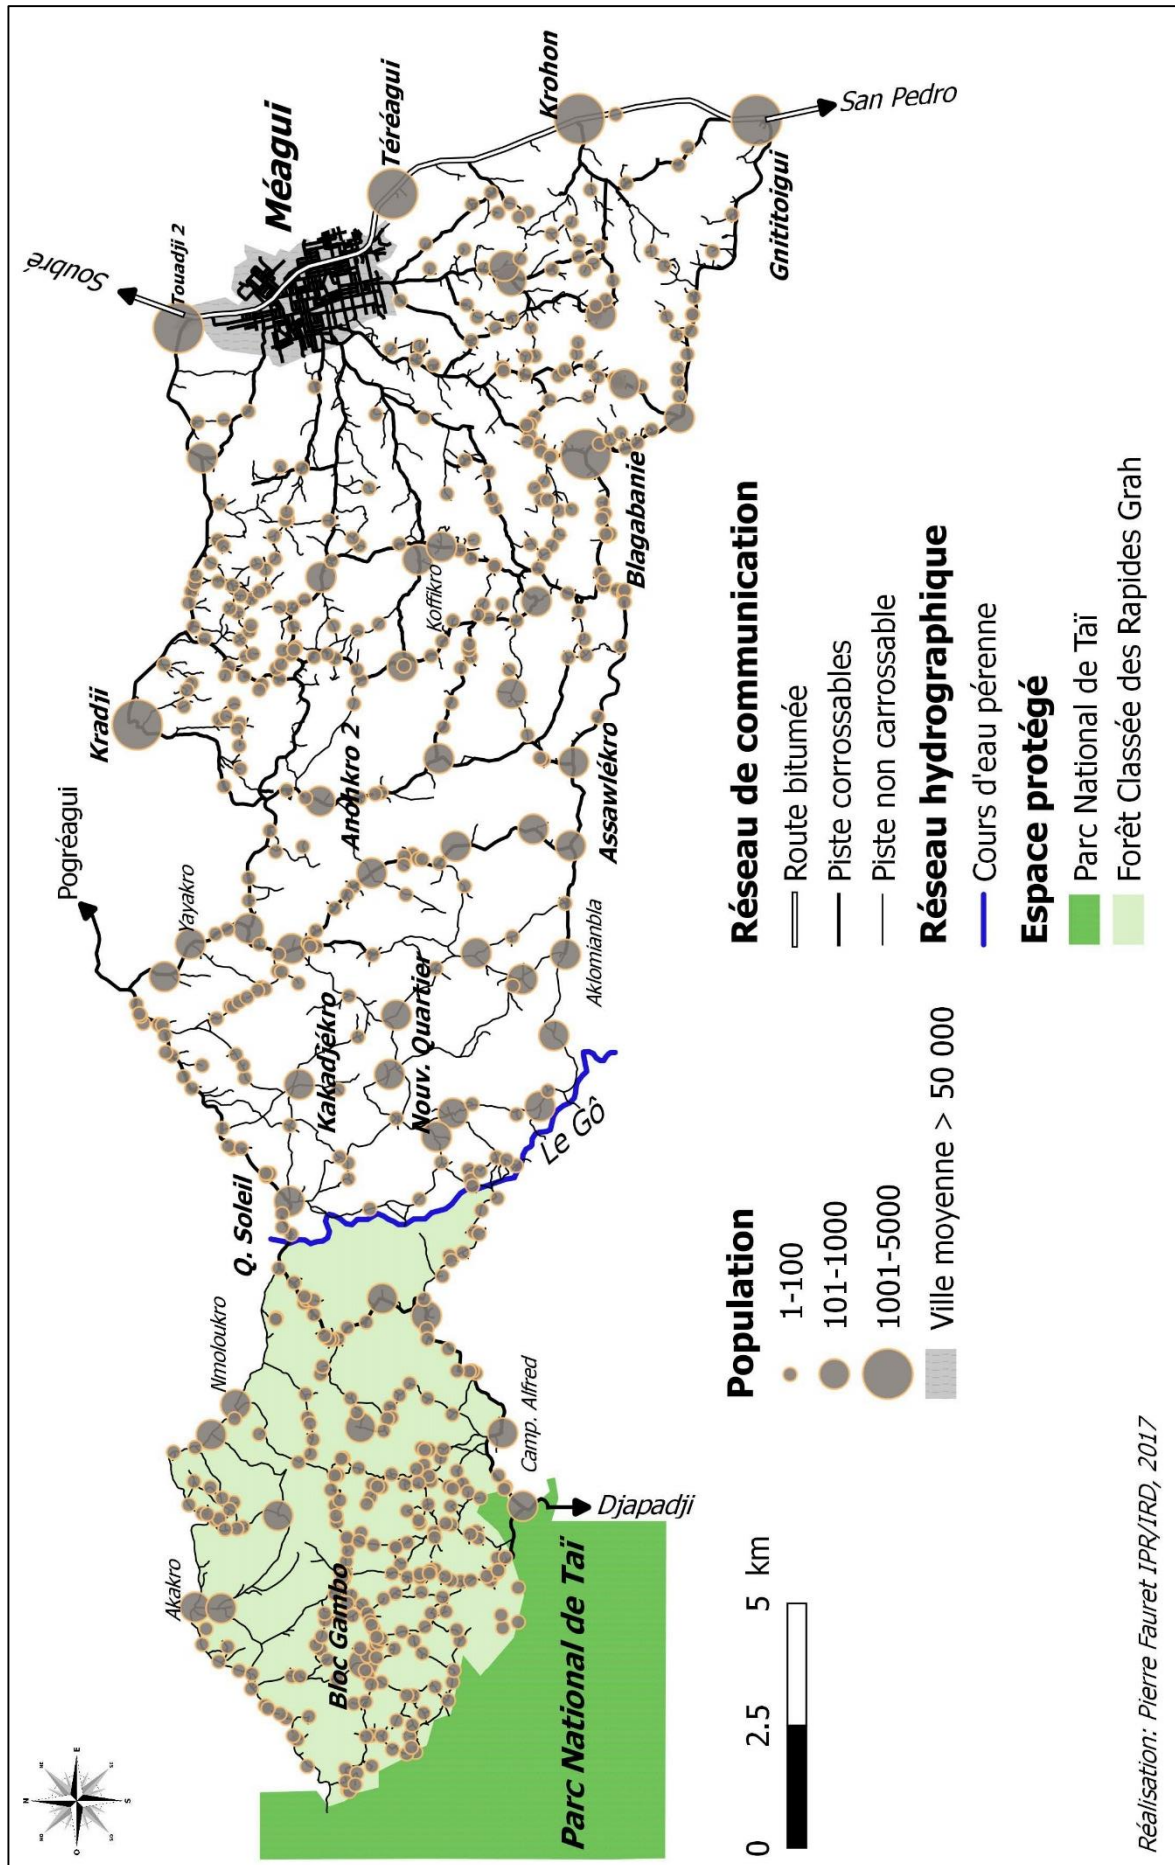 N
NE
E
SE
S
SO
O
NO
Soubré
Touadji 2
Méagui
Téréagui
Krohon
San Pedro
Gnititoigui
Kradji
Pogréagui
Yayakro
Anohkro 2
Koffikro
Blagabanie
Assawlékro
Aklomianbla
Kakadjékro
Nouv. Quartier
Q. Soleil
Le Gô
Nmoloukro
Akakro
Bloc Gambo
Camp. Alfred
Djapadji
Parc National de Taï
0 2.5 5 km
Population
1-100
101-1000
1001-5000
Ville moyenne > 50 000
Réseau de communication
Route bitumée
Piste corrossables
Piste non carrossable
Réseau hydrographique
Cours d'eau pérenne
Espace protégé
Parc National de Taï
Forêt Classée des Rapides Grah
Réalisation: Pierre Fauret IPR/IRD, 2017